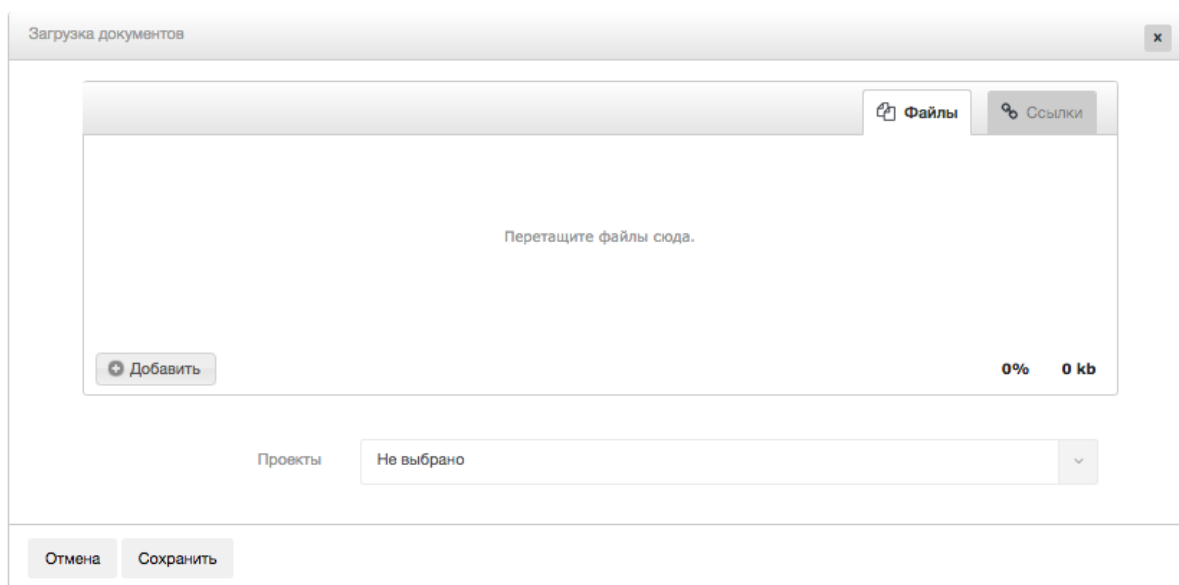 Загрузка документов
x
Файлы
Ссылки
Перетащите файлы сюда.
Добавить
0% 0 kb
Проекты Не выбрано
Отмена Сохранить